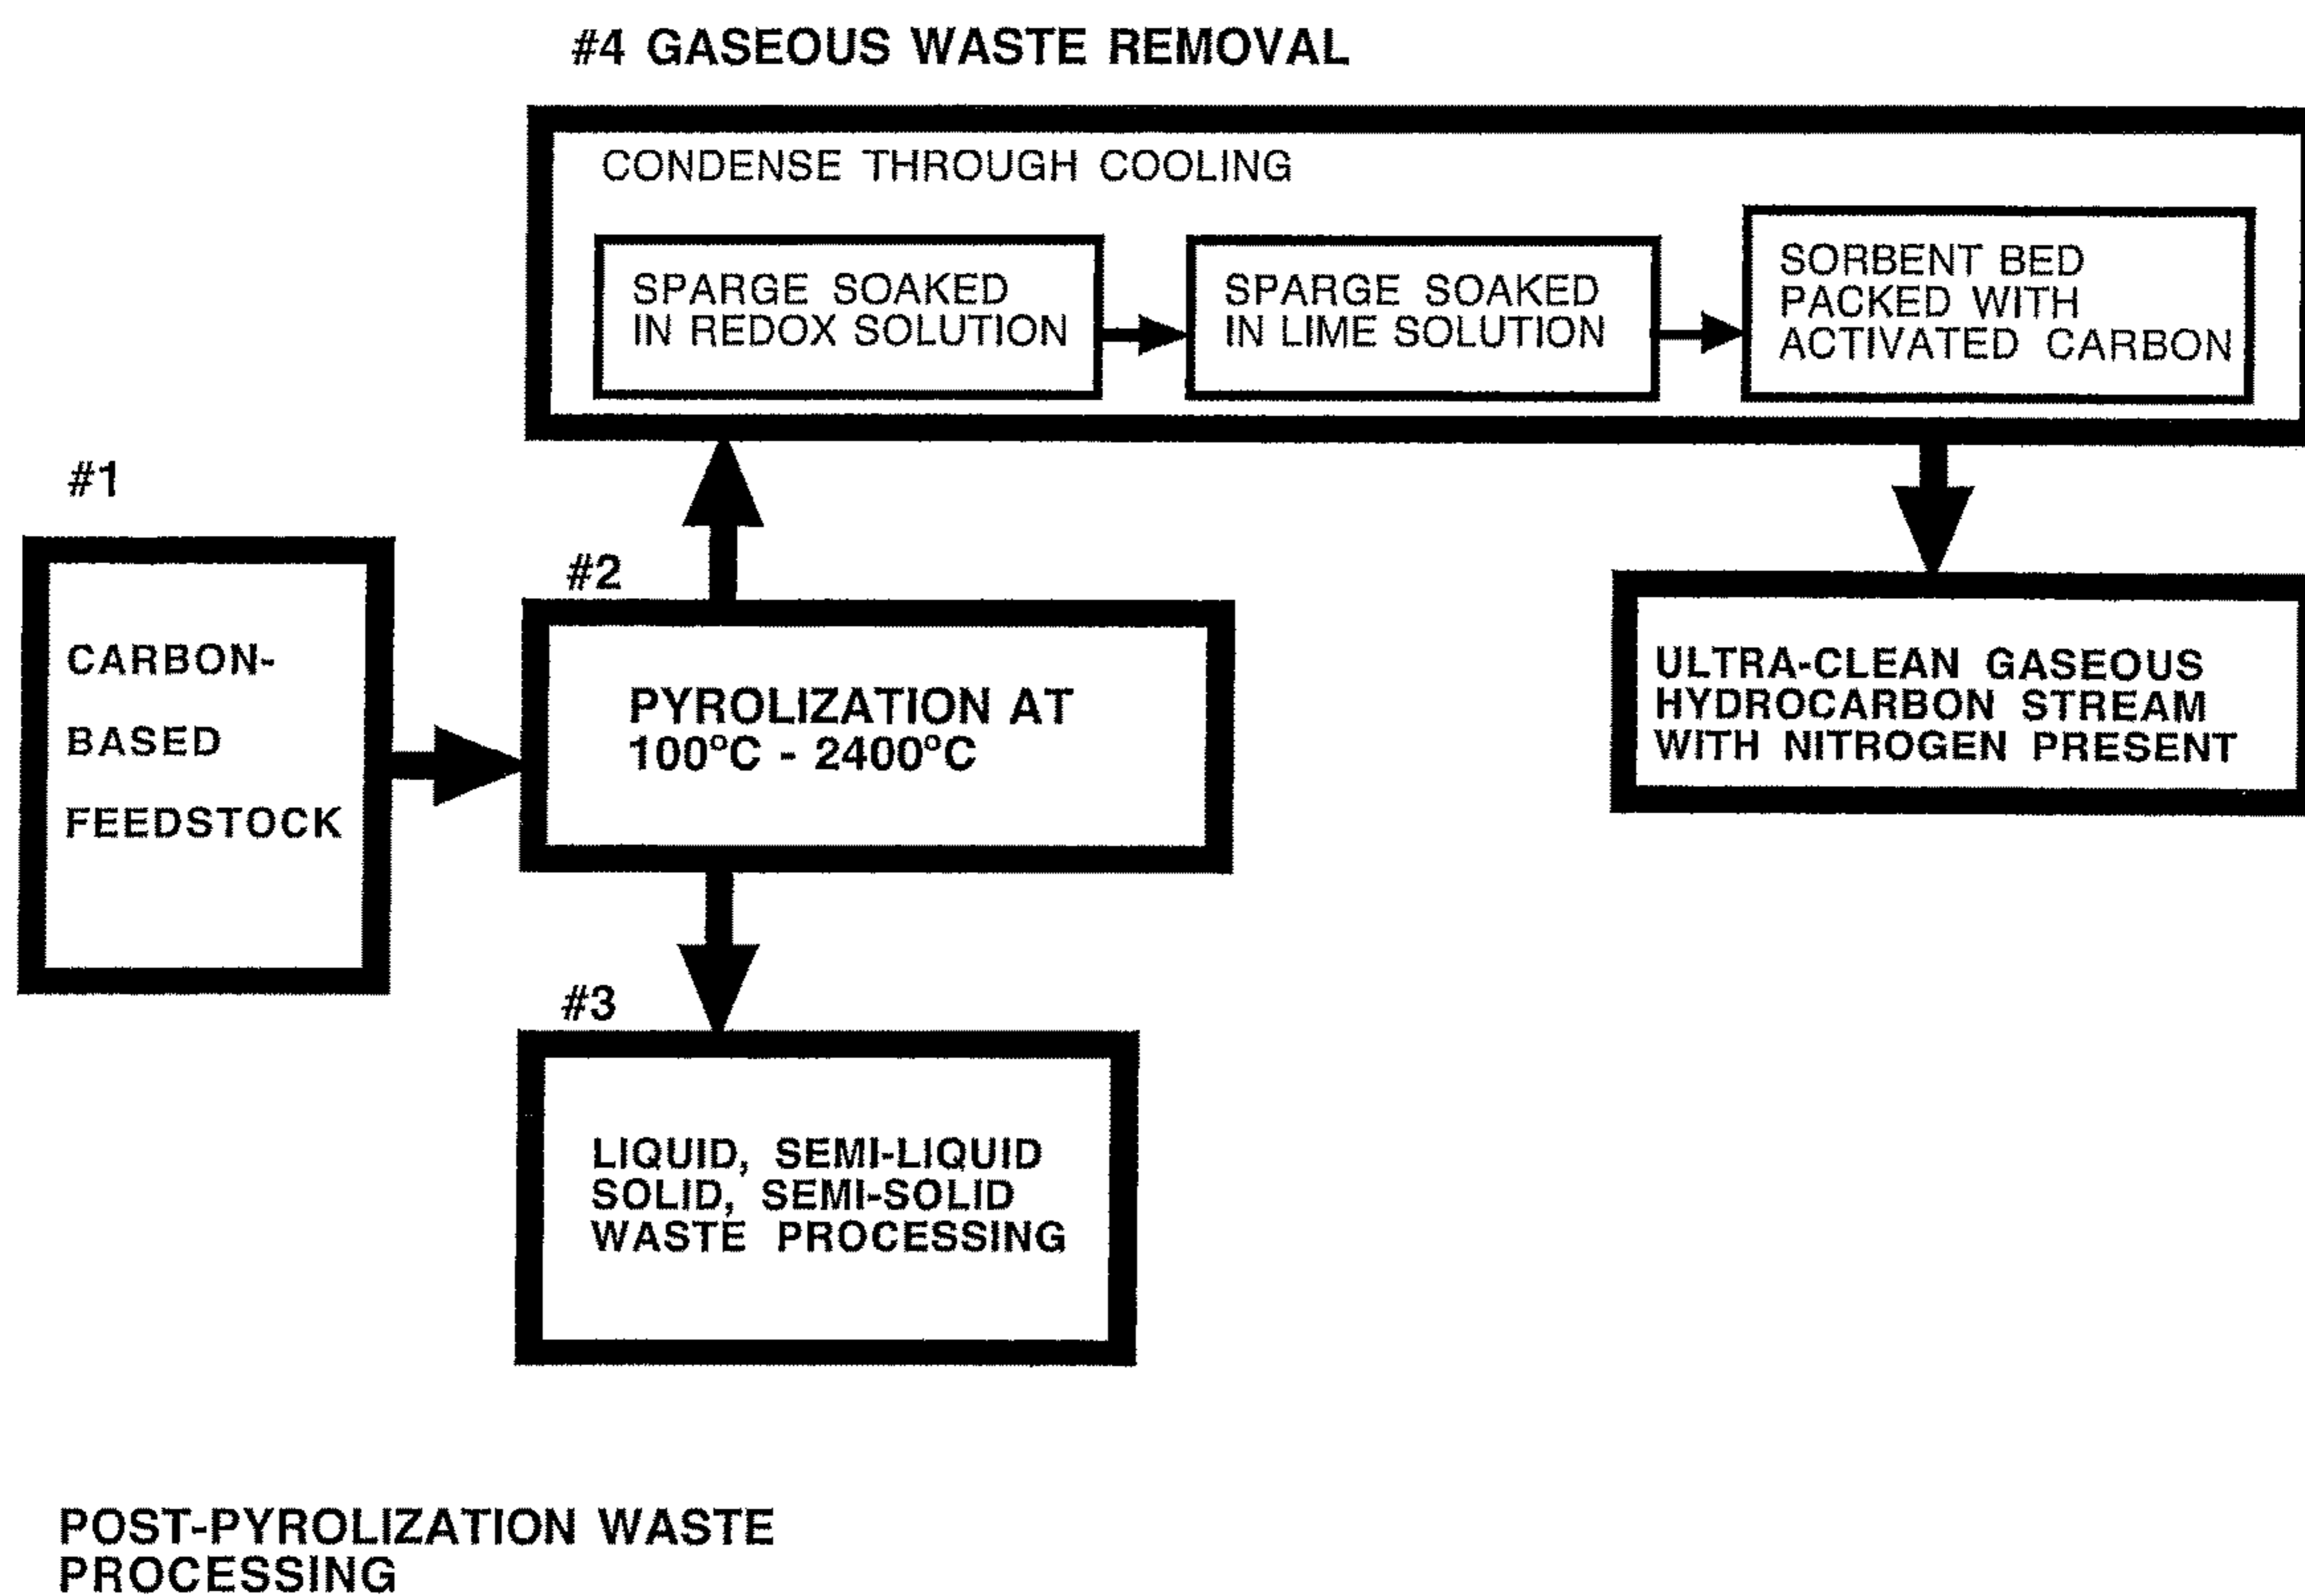 #4 GASEOUS WASTE REMOVAL
CONDENSE THROUGH COOLING
SPARGE SOAKED
IN REDOX SOLUTION
SPARGE SOAKED
IN LIME SOLUTION
SORBENT BED
PACKED WITH
ACTIVATED CARBON
#1
CARBON-
BASED
FEEDSTOCK
#2
PYROLIZATION AT
100°C - 2400°C
ULTRA-CLEAN GASEOUS
HYDROCARBON STREAM
WITH NITROGEN PRESENT
#3
LIQUID, SEMI-LIQUID
SOLID, SEMI-SOLID
WASTE PROCESSING
POST-PYROLIZATION WASTE
PROCESSING